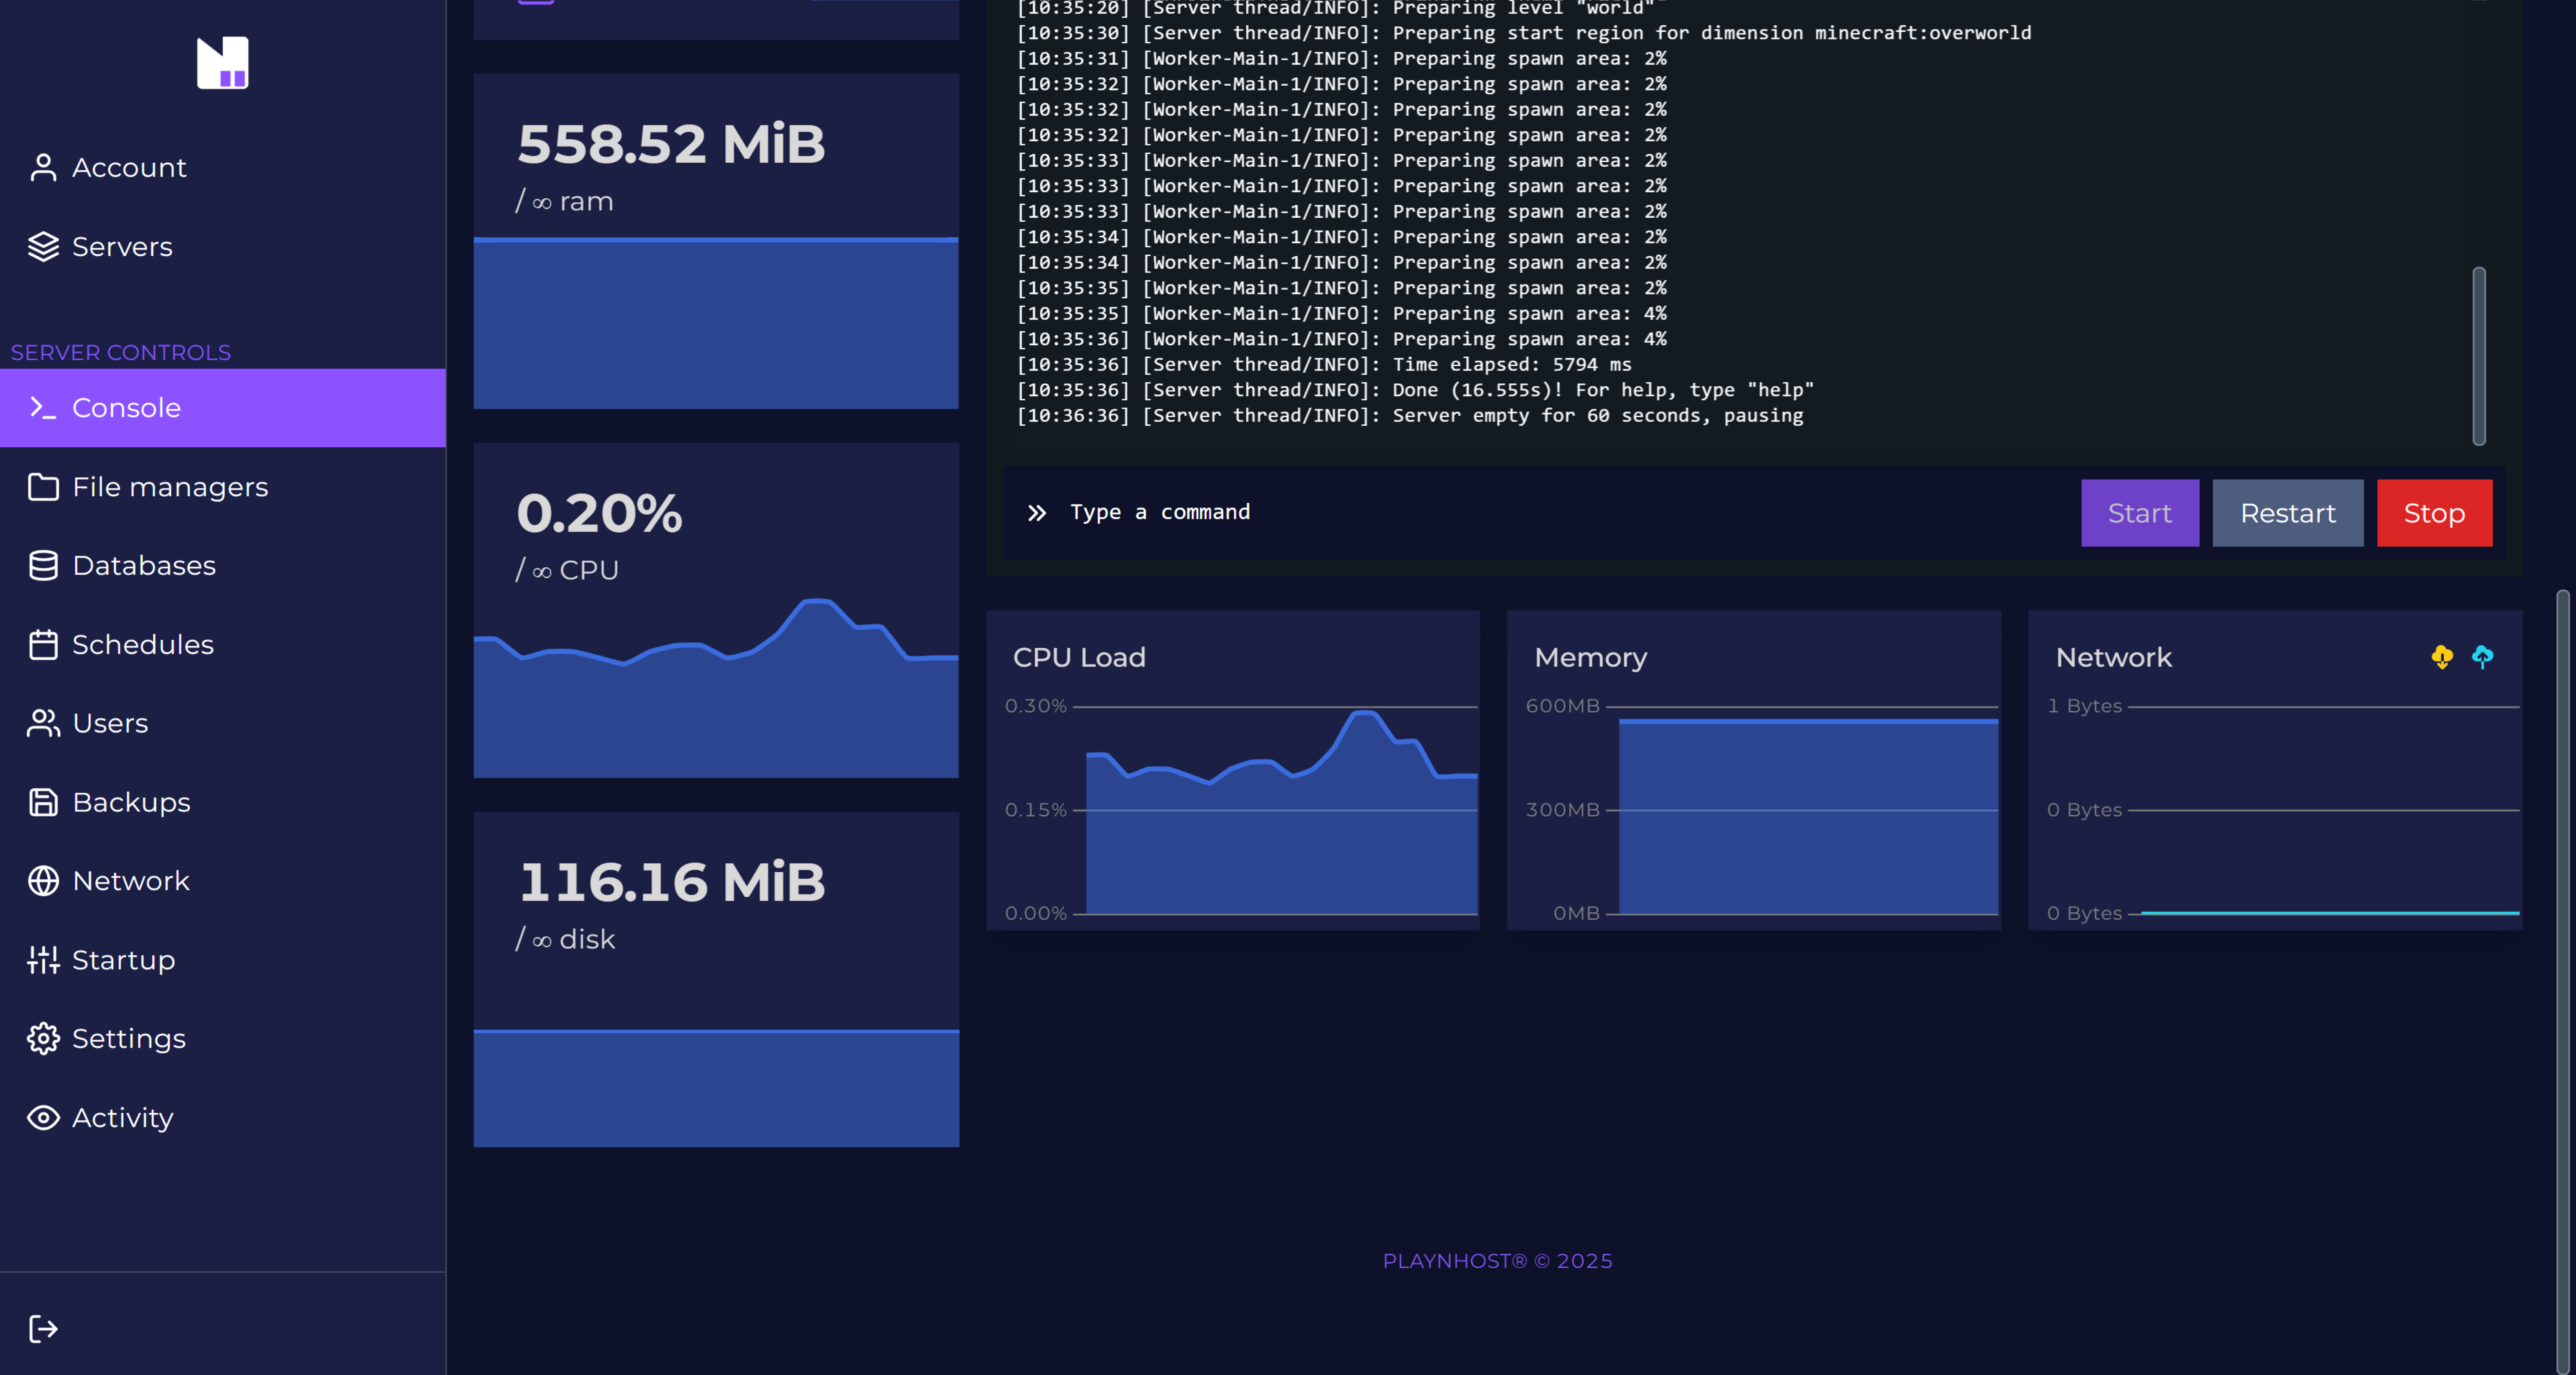 Account
Servers
SERVER CONTROLS
Console
File managers
Databases
Schedules
Users
Backups
Network
Startup
Settings
Activity
558.52 MiB
/ ∞ ram
0.20%
/ ∞ CPU
116.16 MiB
/ ∞ disk
[10:35:20] [Server thread/INFO]: Preparing level "world"
[10:35:30] [Server thread/INFO]: Preparing start region for dimension minecraft:overworld
[10:35:31] [Worker-Main-1/INFO]: Preparing spawn area: 2%
[10:35:32] [Worker-Main-1/INFO]: Preparing spawn area: 2%
[10:35:32] [Worker-Main-1/INFO]: Preparing spawn area: 2%
[10:35:32] [Worker-Main-1/INFO]: Preparing spawn area: 2%
[10:35:33] [Worker-Main-1/INFO]: Preparing spawn area: 2%
[10:35:33] [Worker-Main-1/INFO]: Preparing spawn area: 2%
[10:35:33] [Worker-Main-1/INFO]: Preparing spawn area: 2%
[10:35:34] [Worker-Main-1/INFO]: Preparing spawn area: 2%
[10:35:34] [Worker-Main-1/INFO]: Preparing spawn area: 2%
[10:35:35] [Worker-Main-1/INFO]: Preparing spawn area: 2%
[10:35:35] [Worker-Main-1/INFO]: Preparing spawn area: 4%
[10:35:36] [Worker-Main-1/INFO]: Preparing spawn area: 4%
[10:35:36] [Server thread/INFO]: Time elapsed: 5794 ms
[10:35:36] [Server thread/INFO]: Done (16.555s)! For help, type "help"
[10:36:36] [Server thread/INFO]: Server empty for 60 seconds, pausing
» Type a command
Start
Restart
Stop
CPU Load
0.30%
0.15%
0.00%
Memory
600MB
300MB
0MB
Network
1 Bytes
0 Bytes
0 Bytes
PLAYNHOST® © 2025